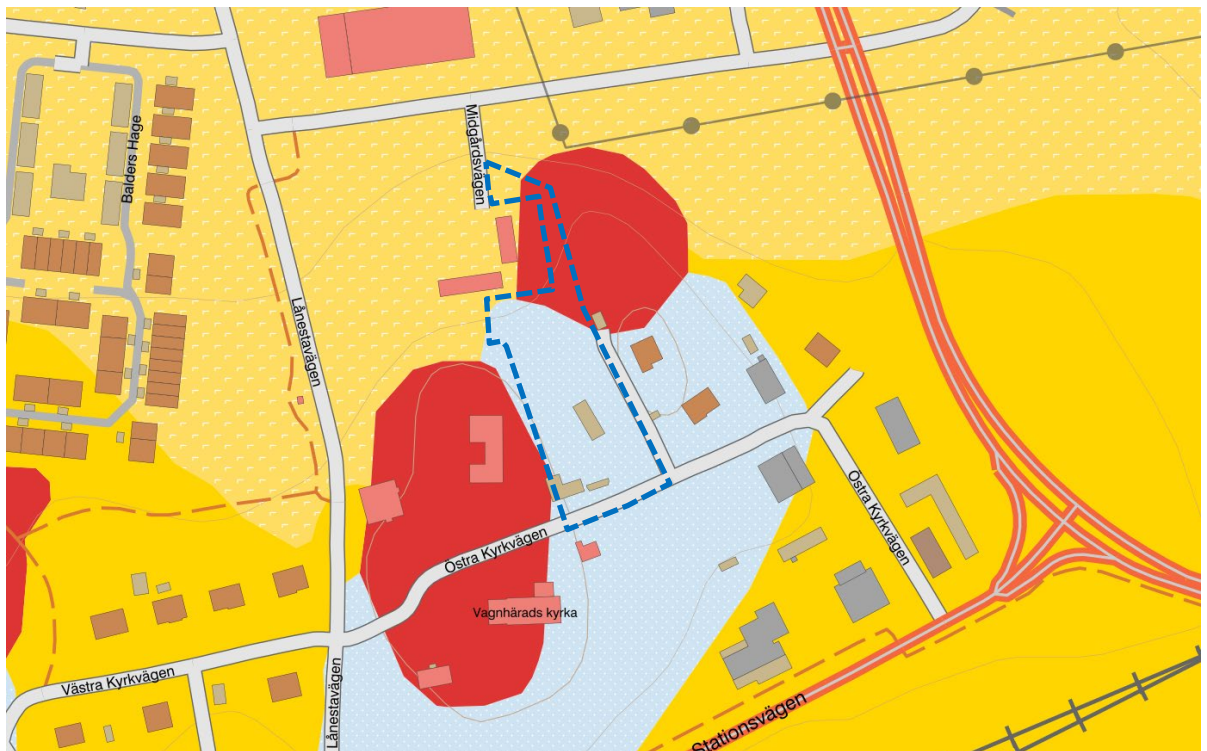 Balders Hage
Midgårdsvägen
Lånestavägen
Östra Kyrkvägen
Östra Kyrkvägen
Vagnhärads kyrka
Västra Kyrkvägen
Lånestavägen
Stationsvägen